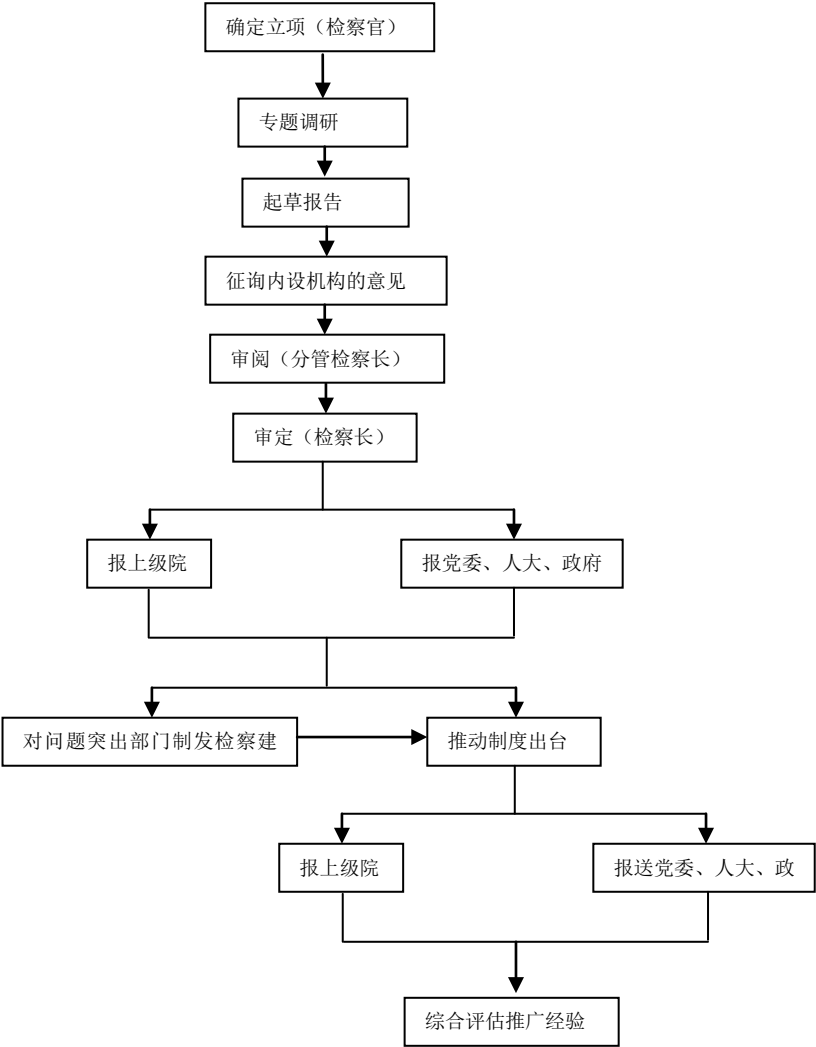 确定立项（检察官）
专题调研
起草报告
征询内设机构的意见
审阅（分管检察长）
审定（检察长）
报上级院
报党委、人大、政府
对问题突出部门制发检察建
推动制度出台
报上级院
报送党委、人大、政
综合评估推广经验